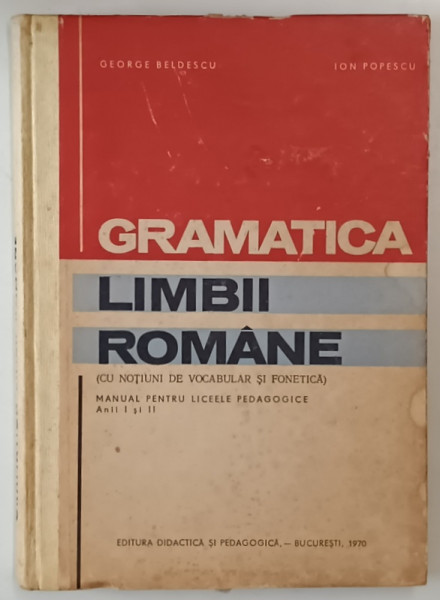 GEORGE BELDESCU
ION POPESCU
GRAMATICA
LIMBII
ROMÂNE
(CU NOȚIUNI DE VOCABULAR ȘI FONETICĂ)
MANUAL PENTRU LICEELE PEDAGOGICE
Anii I și II
EDITURA DIDACTICĂ ȘI PEDAGOGICĂ, — BUCUREȘTI, 1970